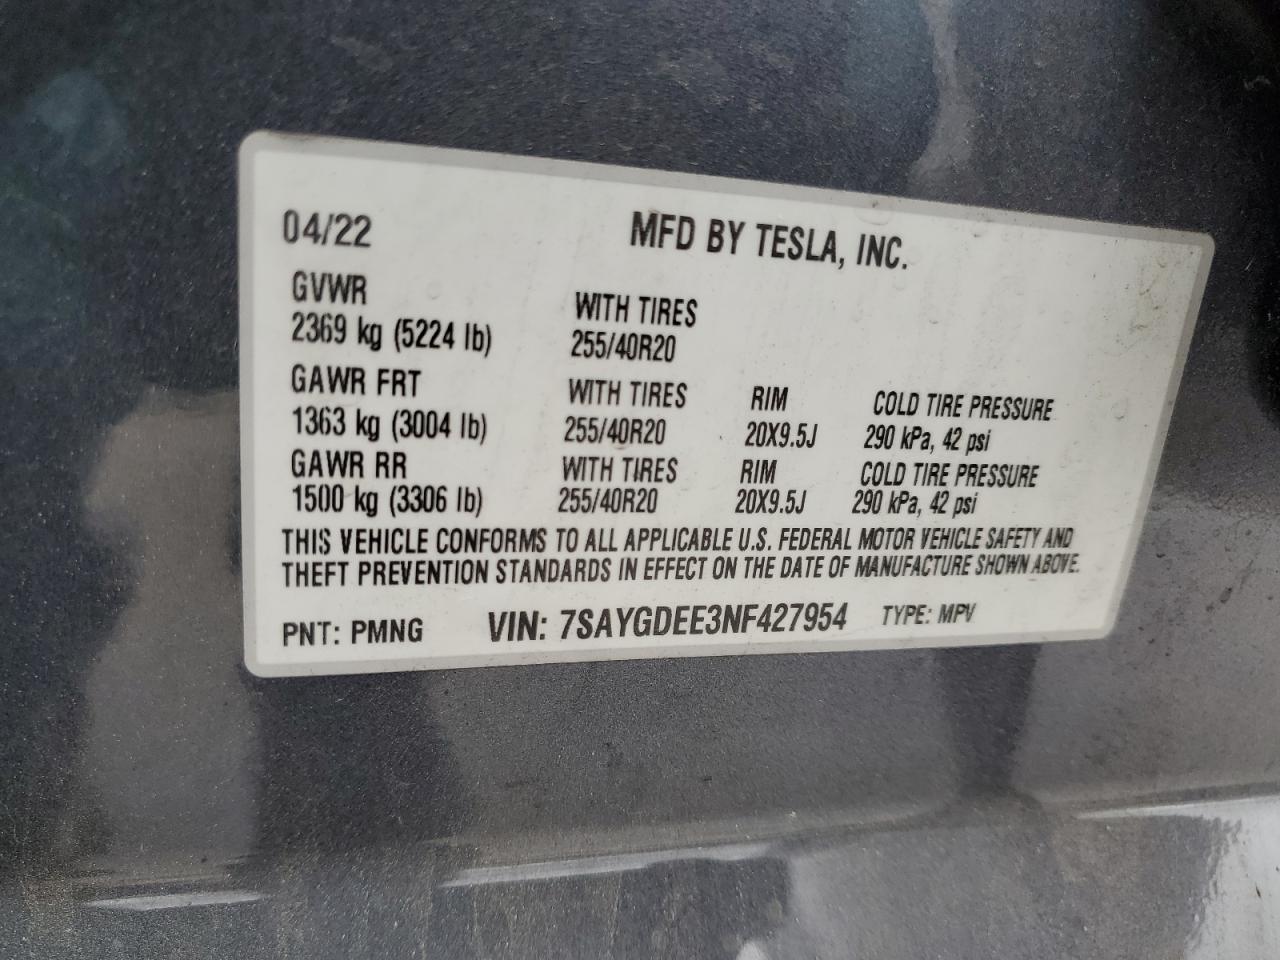 04/22 MFD BY TESLA, INC.
GVWR WITH TIRES
2369 kg (5224 lb) 255/40R20
GAWR FRT WITH TIRES RIM COLD TIRE PRESSURE
1363 kg (3004 lb) 255/40R20 20X9.5J 290 kPa, 42 psi
GAWR RR WITH TIRES RIM COLD TIRE PRESSURE
1500 kg (3306 lb) 255/40R20 20X9.5J 290 kPa, 42 psi
THIS VEHICLE CONFORMS TO ALL APPLICABLE U.S. FEDERAL MOTOR VEHICLE SAFETY AND
THEFT PREVENTION STANDARDS IN EFFECT ON THE DATE OF MANUFACTURE SHOWN ABOVE.
PNT: PMNG VIN: 7SAYGDEE3NF427954 TYPE: MPV